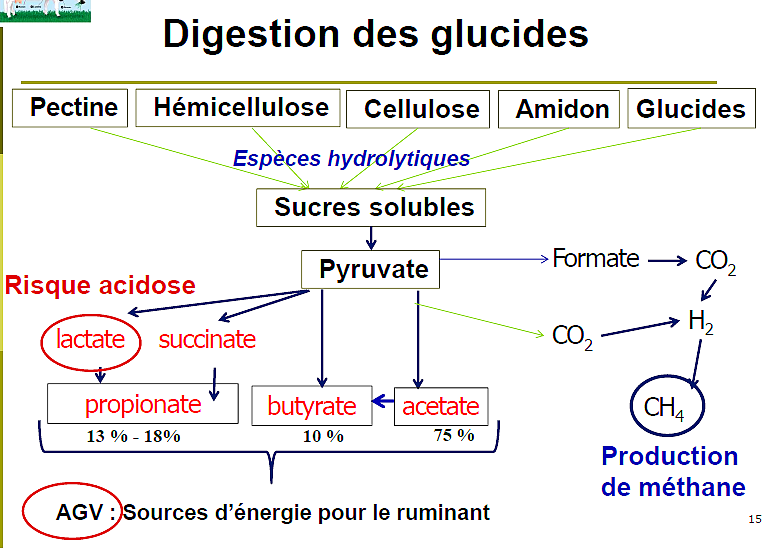 Digestion des glucides
Pectine
Hémicellulose
Cellulose
Amidon
Glucides
Espèces hydrolytiques
Sucres solubles
Pyruvate
Formate
CO2
Risque acidose
lactate
succinate
CO2
H2
propionate
butyrate
acetate
CH4
13 % - 18%
10 %
75 %
Production
de méthane
AGV : Sources d’énergie pour le ruminant
15